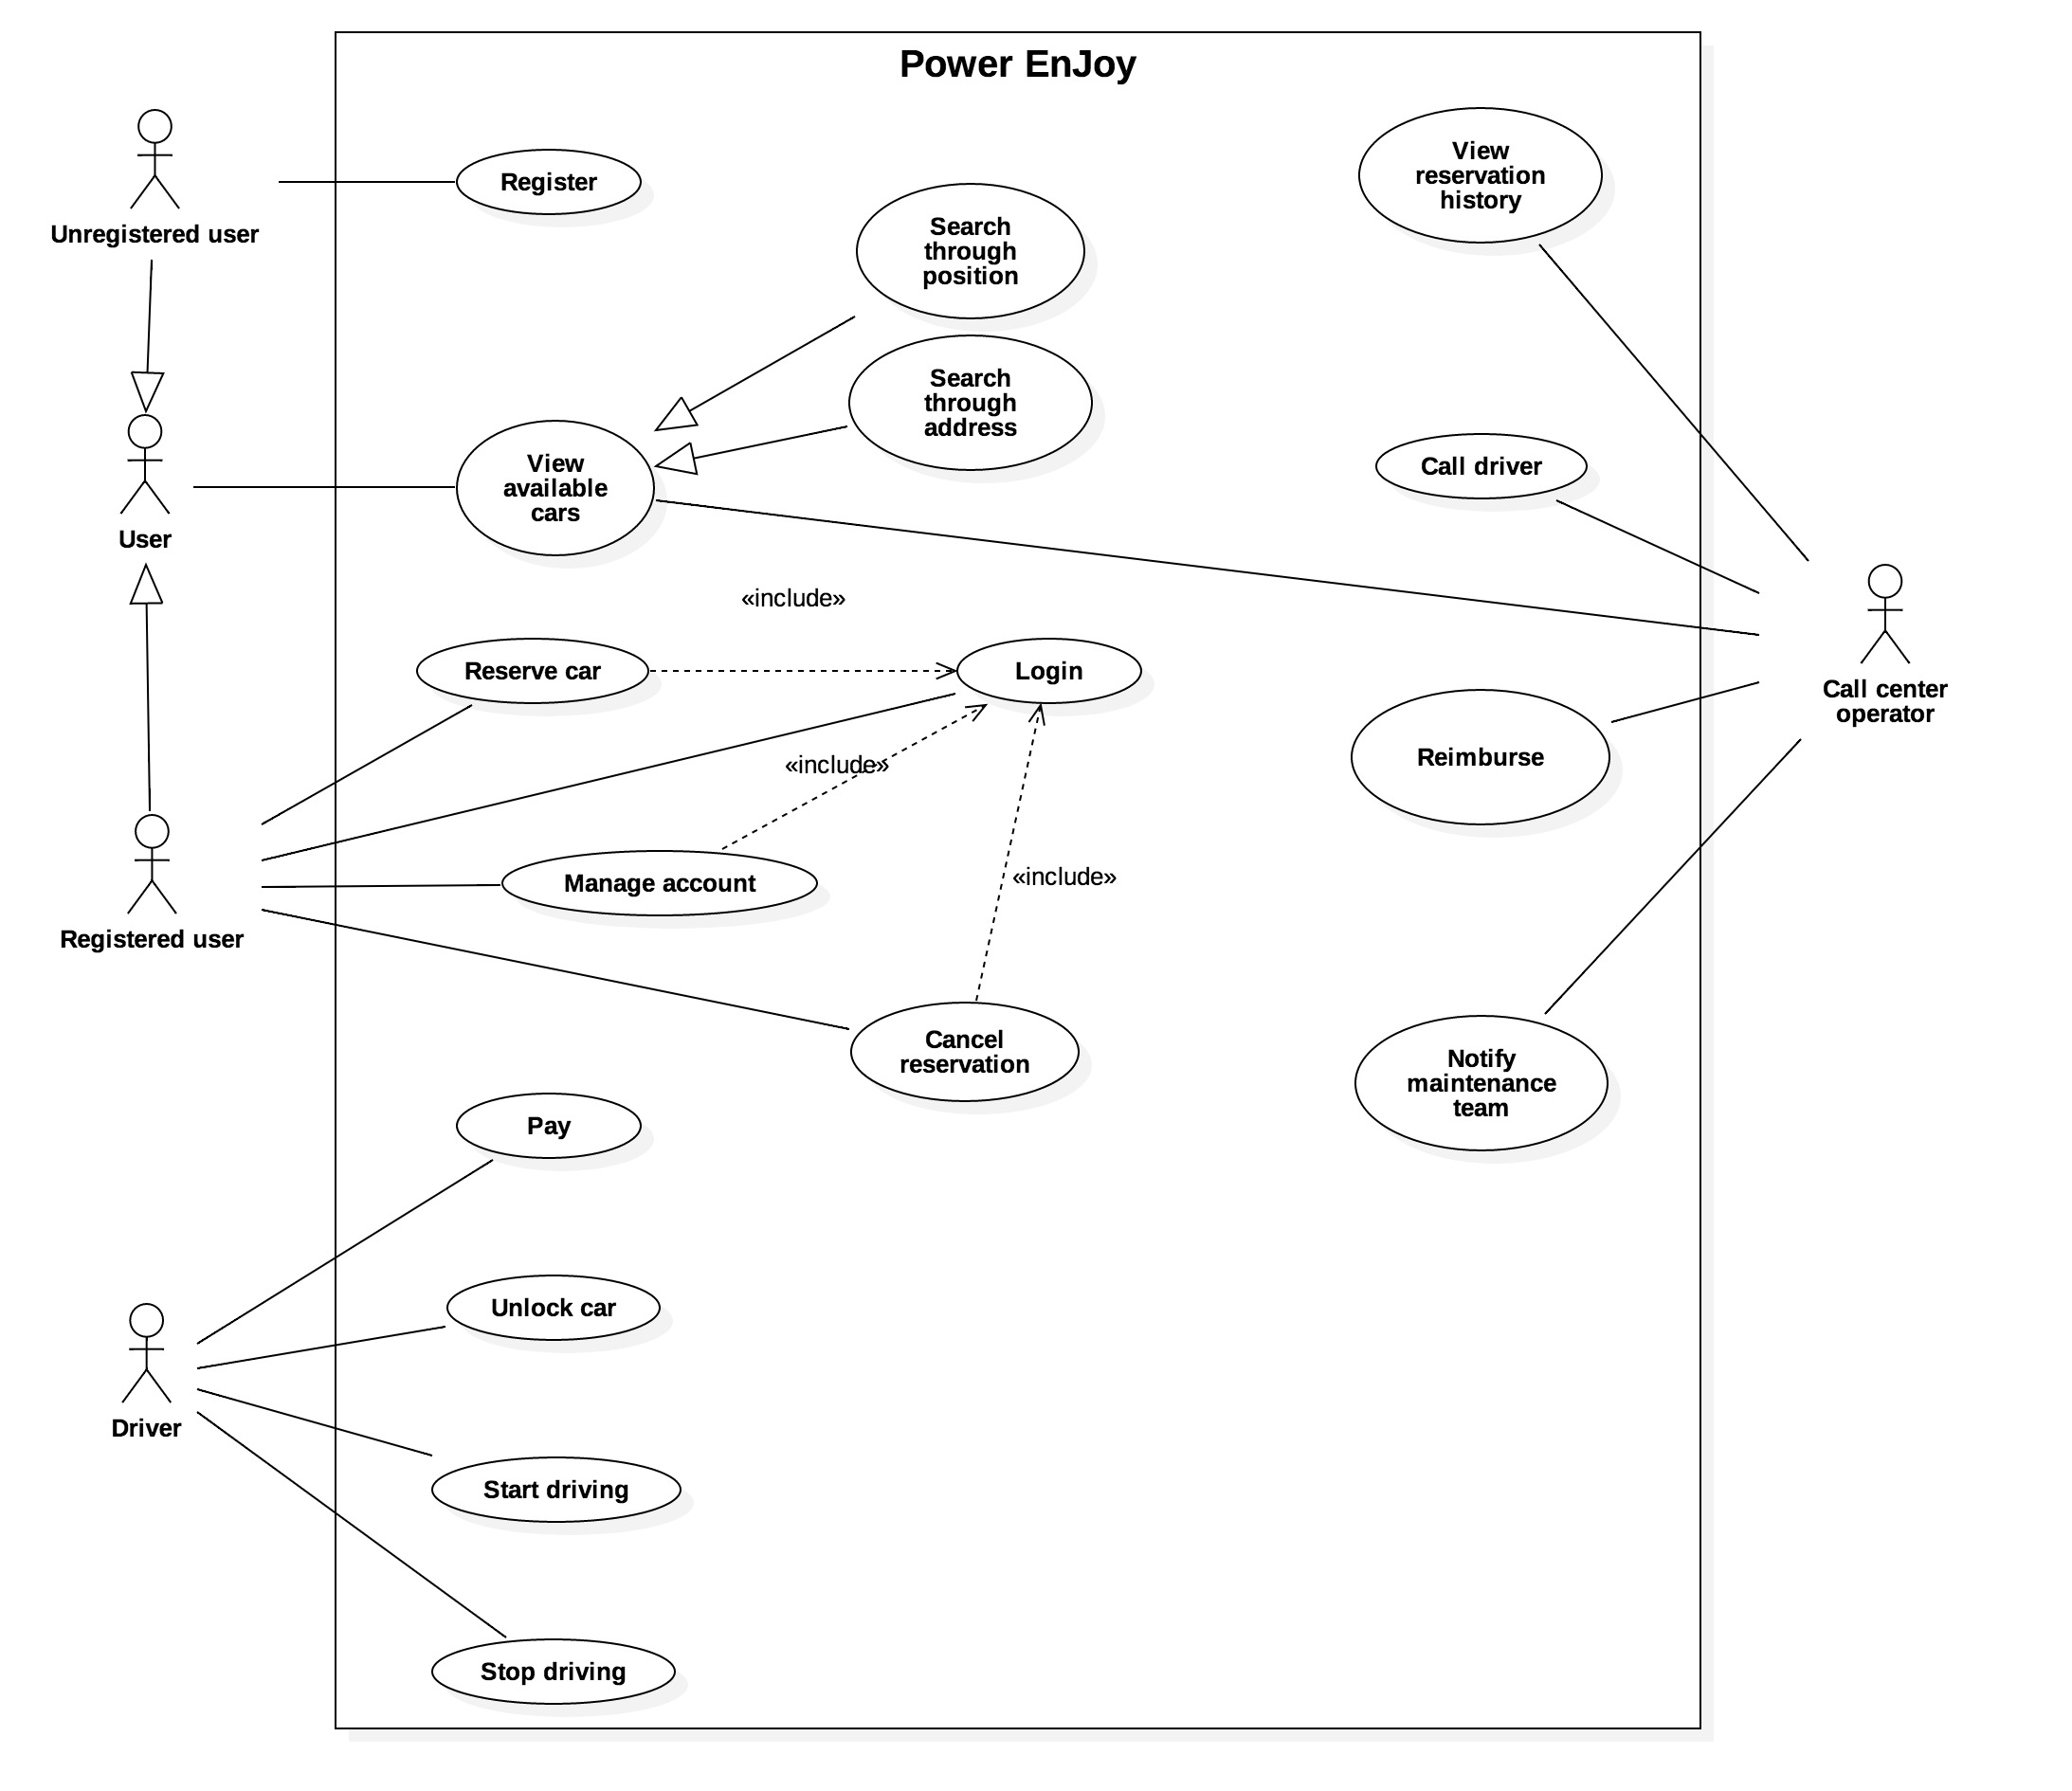 Power EnJoy
Unregistered user
Register
View
reservation
history
Search
through
position
Search
through
address
User
View
available
cars
Call driver
«include»
Reserve car
Login
Call center
operator
«include»
Reimburse
Registered user
Manage account
«include»
Cancel
reservation
Notify
maintenance
team
Pay
Unlock car
Driver
Start driving
Stop driving